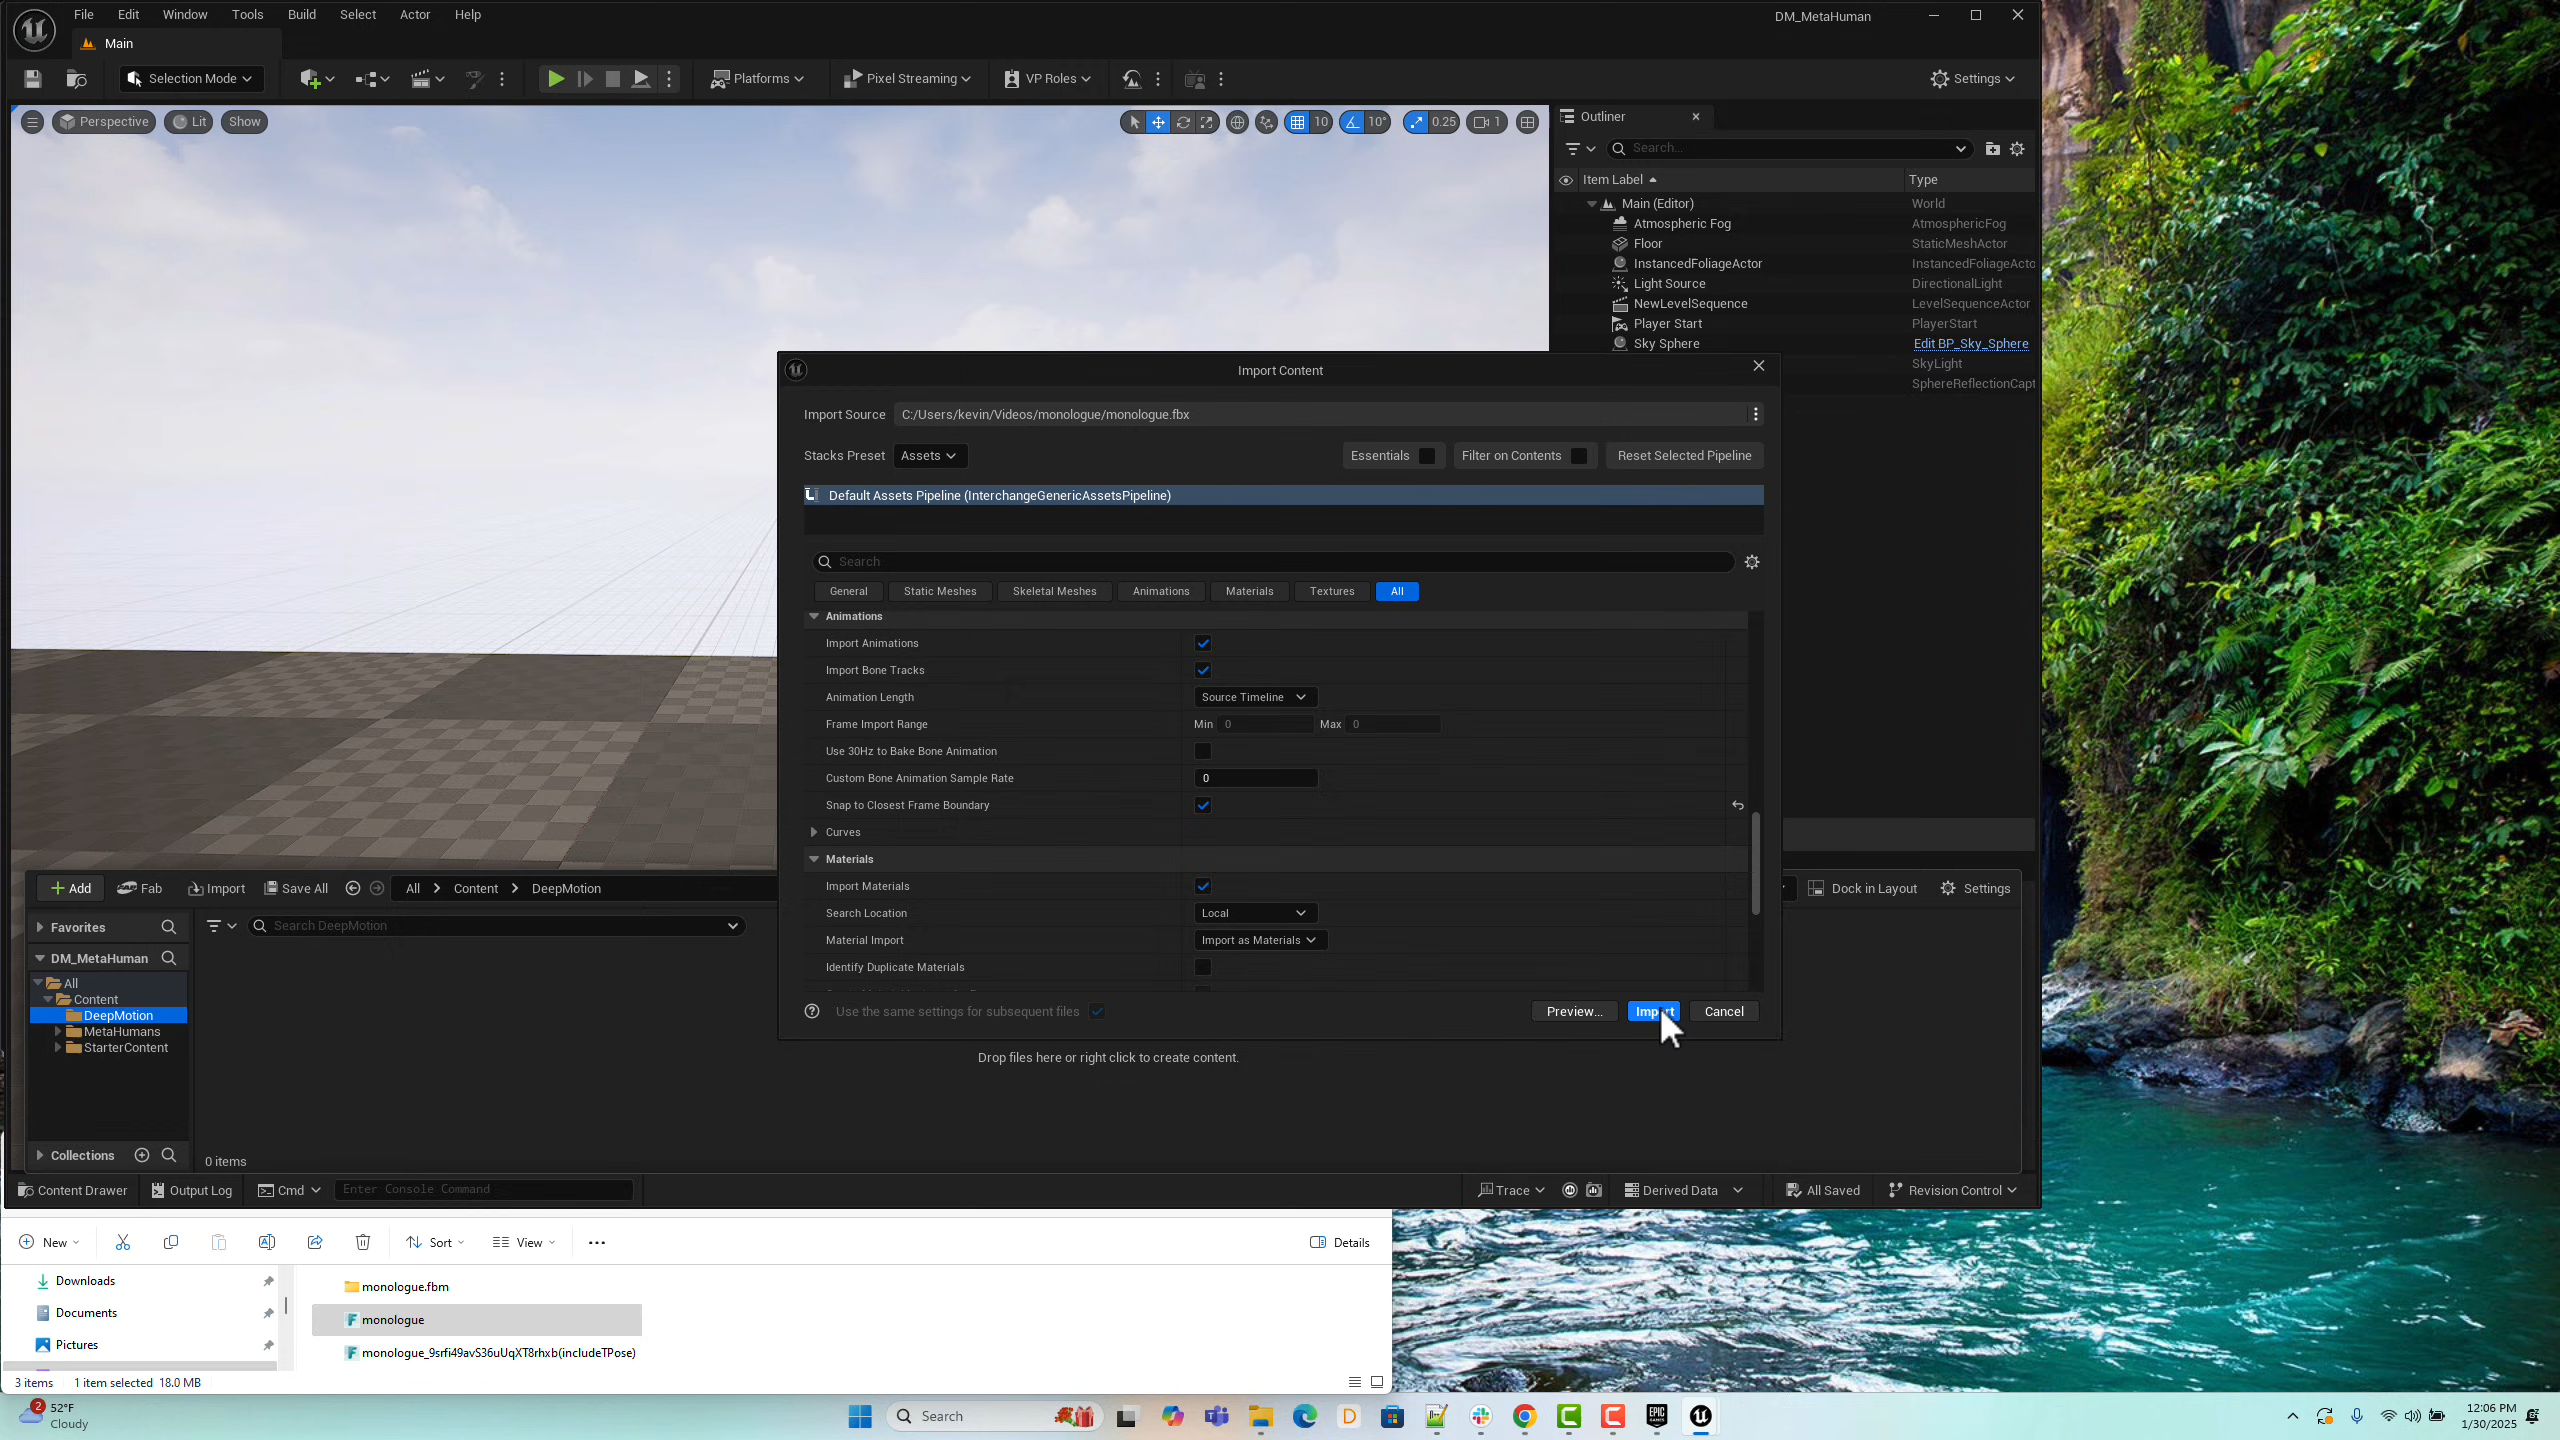 File Edit Window Tools Build Select Actor Help
DM_MetaHuman
Main
Selection Mode
Platforms
Pixel Streaming
VP Roles
Settings
Perspective
Lit
Show
10
10°
0.25
1
Outliner
Search...
Item Label
Type
Main (Editor)
World
Atmospheric Fog
AtmosphericFog
Floor
StaticMeshActor
InstancedFoliageActor
InstancedFoliageActo
Light Source
DirectionalLight
NewLevelSequence
LevelSequenceActor
Player Start
PlayerStart
Sky Sphere
Edit BP_Sky_Sphere
SkyLight
SphereReflectionCapt
Import Content
Import Source
C:/Users/kevin/Videos/monologue/monologue.fbx
Stacks Preset
Assets
Essentials
Filter on Contents
Reset Selected Pipeline
Default Assets Pipeline (InterchangeGenericAssetsPipeline)
Search
General
Static Meshes
Skeletal Meshes
Animations
Materials
Textures
All
Animations
Import Animations
Import Bone Tracks
Animation Length
Source Timeline
Frame Import Range
Min 0
Max 0
Use 30Hz to Bake Bone Animation
Custom Bone Animation Sample Rate
0
Snap to Closest Frame Boundary
Curves
Materials
Import Materials
Search Location
Local
Material Import
Import as Materials
Identify Duplicate Materials
Use the same settings for subsequent files
Preview...
Import
Cancel
Add
Fab
Import
Save All
All
Content
DeepMotion
Dock in Layout
Settings
Favorites
Search DeepMotion
DM_MetaHuman
All
Content
DeepMotion
MetaHumans
StarterContent
Drop files here or right click to create content.
Collections
0 items
Content Drawer
Output Log
Cmd
Enter Console Command
Trace
Derived Data
All Saved
Revision Control
New
Sort
View
Details
Downloads
Documents
Pictures
monologue.fbm
monologue
monologue_9srfi49avS36uUqXT8rhxb(includeTPose)
3 items
1 item selected 18.0 MB
2
52°F
Cloudy
Search
12:06 PM
1/30/2025